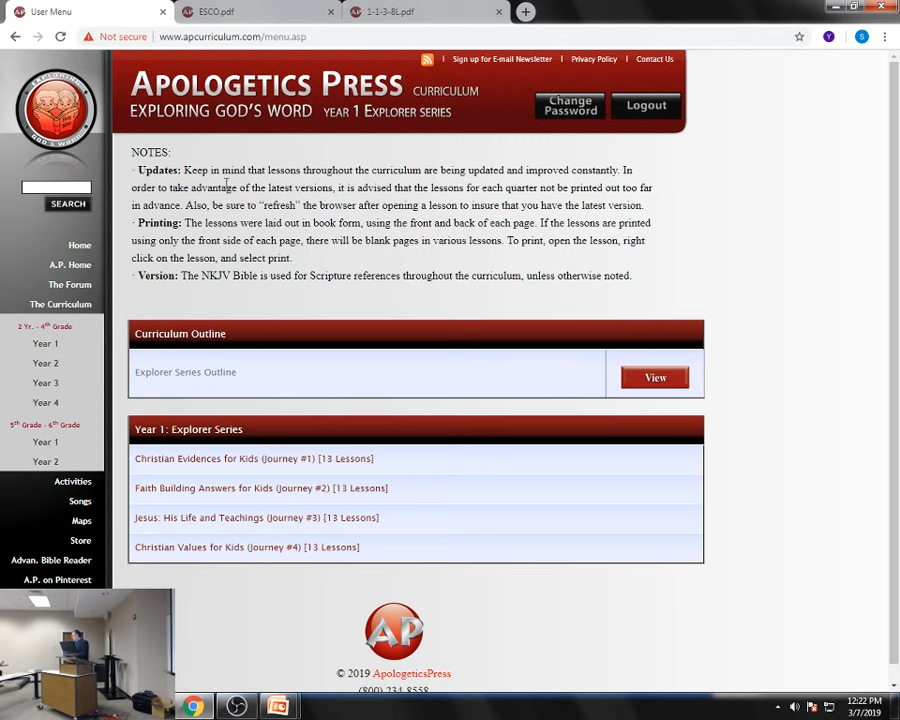 User Menu
ESCO.pdf
1-1-3-8L.pdf
Not secure | www.apcurriculum.com/menu.asp
Sign up for E-mail Newsletter | Privacy Policy | Contact Us
APOLOGETICS PRESS CURRICULUM
EXPLORING GOD'S WORD YEAR 1 EXPLORER SERIES
Change Password
Logout
EXPLORING
GOD'S WORD
SEARCH
Home
A.P. Home
The Forum
The Curriculum
2 Yr. - 4th Grade
Year 1
Year 2
Year 3
Year 4
5th Grade - 6th Grade
Year 1
Year 2
Activities
Songs
Maps
Store
Advan. Bible Reader
A.P. on Pinterest
NOTES:
· Updates: Keep in mind that lessons throughout the curriculum are being updated and improved constantly. In
order to take advantage of the latest versions, it is advised that the lessons for each quarter not be printed out too far
in advance. Also, be sure to “refresh” the browser after opening a lesson to insure that you have the latest version.
· Printing: The lessons were laid out in book form, using the front and back of each page. If the lessons are printed
using only the front side of each page, there will be blank pages in various lessons. To print, open the lesson, right
click on the lesson, and select print.
· Version: The NKJV Bible is used for Scripture references throughout the curriculum, unless otherwise noted.
Curriculum Outline
Explorer Series Outline
View
Year 1: Explorer Series
Christian Evidences for Kids (Journey #1) [13 Lessons]
Faith Building Answers for Kids (Journey #2) [13 Lessons]
Jesus: His Life and Teachings (Journey #3) [13 Lessons]
Christian Values for Kids (Journey #4) [13 Lessons]
AP
© 2019 ApologeticsPress
(800) 234-8558
12:22 PM
3/7/2019